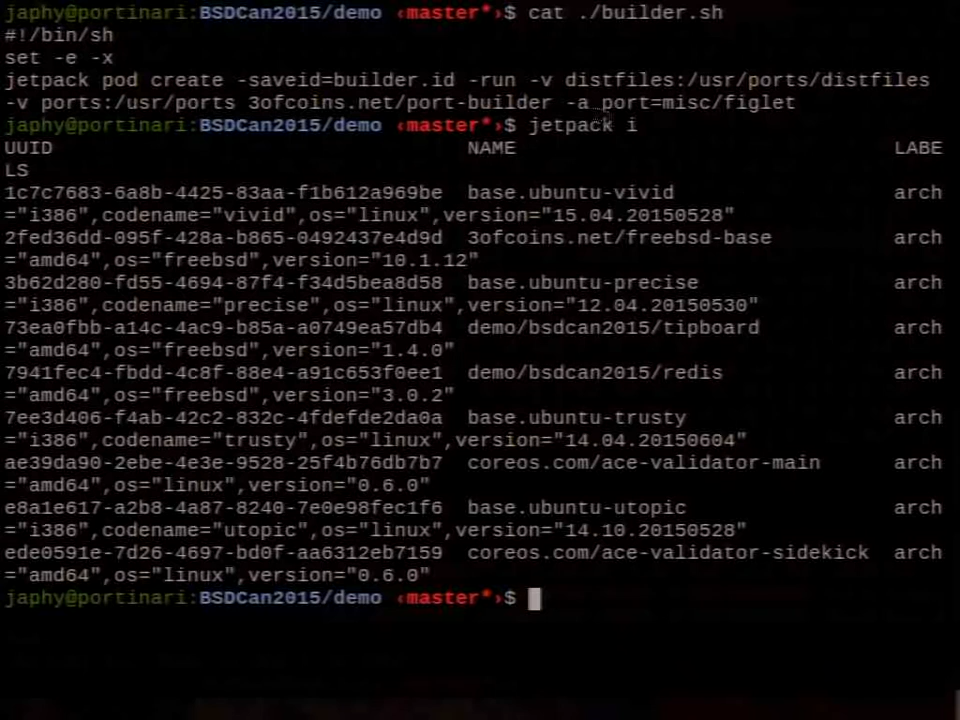 japhy@portinari:BSDCan2015/demo ‹master*›$ cat ./builder.sh
#!/bin/sh
set -e -x
jetpack pod create -saveid=builder.id -run -v distfiles:/usr/ports/distfiles
-v ports:/usr/ports 3ofcoins.net/port-builder -a port=misc/figlet
japhy@portinari:BSDCan2015/demo ‹master*›$ jetpack i
UUID NAME LABE
LS
1c7c7683-6a8b-4425-83aa-f1b612a969be base.ubuntu-vivid arch
="i386",codename="vivid",os="linux",version="15.04.20150528"
2fed36dd-095f-428a-b865-0492437e4d9d 3ofcoins.net/freebsd-base arch
="amd64",os="freebsd",version="10.1.12"
3b62d280-fd55-4694-87f4-f34d5bea8d58 base.ubuntu-precise arch
="i386",codename="precise",os="linux",version="12.04.20150530"
73ea0fbb-a14c-4ac9-b85a-a0749ea57db4 demo/bsdcan2015/tipboard arch
="amd64",os="freebsd",version="1.4.0"
7941fec4-fbdd-4c8f-88e4-a91c653f0ee1 demo/bsdcan2015/redis arch
="amd64",os="freebsd",version="3.0.2"
7ee3d406-f4ab-42c2-832c-4fdefde2da0a base.ubuntu-trusty arch
="i386",codename="trusty",os="linux",version="14.04.20150604"
ae39da90-2ebe-4e3e-9528-25f4b76db7b7 coreos.com/ace-validator-main arch
="amd64",os="linux",version="0.6.0"
e8a1e617-a2b8-4a87-8240-7e0e98fec1f6 base.ubuntu-utopic arch
="i386",codename="utopic",os="linux",version="14.10.20150528"
ede0591e-7d26-4697-bd0f-aa6312eb7159 coreos.com/ace-validator-sidekick arch
="amd64",os="linux",version="0.6.0"
japhy@portinari:BSDCan2015/demo ‹master*›$